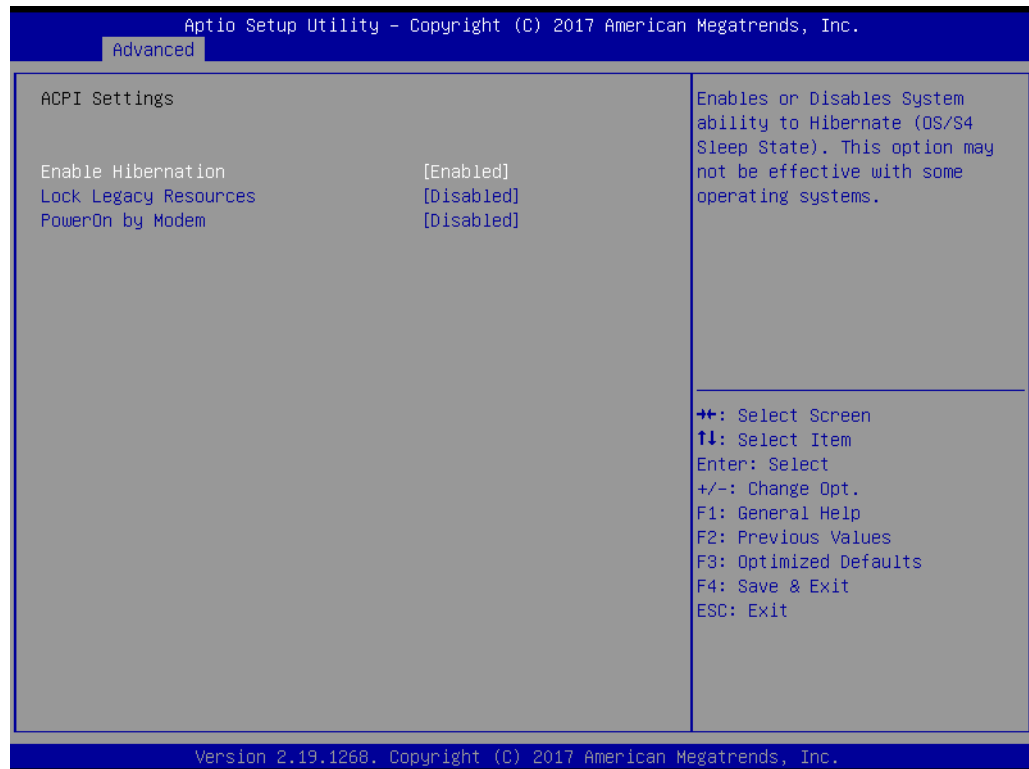 Aptio Setup Utility – Copyright (C) 2017 American Megatrends, Inc.
Advanced
ACPI Settings
Enable Hibernation [Enabled]
Lock Legacy Resources [Disabled]
PowerOn by Modem [Disabled]
Enables or Disables System
ability to Hibernate (OS/S4
Sleep State). This option may
not be effective with some
operating systems.
→←: Select Screen
↑↓: Select Item
Enter: Select
+/-: Change Opt.
F1: General Help
F2: Previous Values
F3: Optimized Defaults
F4: Save & Exit
ESC: Exit
Version 2.19.1268. Copyright (C) 2017 American Megatrends, Inc.